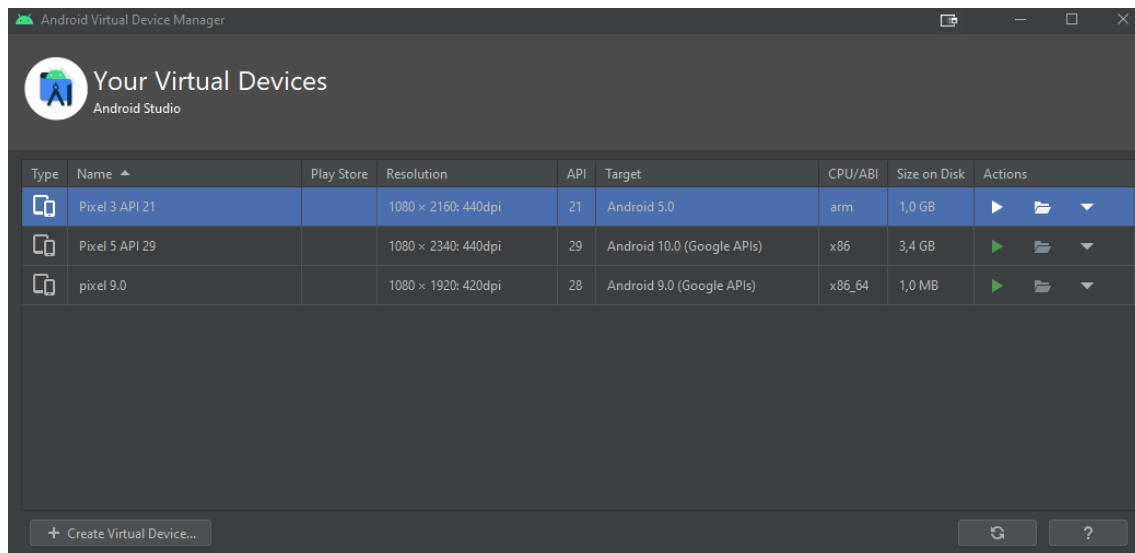 Android Virtual Device Manager
Your Virtual Devices
Android Studio
Type Name Play Store Resolution API Target CPU/ABI Size on Disk Actions
Pixel 3 API 21 1080 × 2160: 440dpi 21 Android 5.0 arm 1,0 GB
Pixel 5 API 29 1080 × 2340: 440dpi 29 Android 10.0 (Google APIs) x86 3,4 GB
pixel 9.0 1080 × 1920: 420dpi 28 Android 9.0 (Google APIs) x86_64 1,0 MB
+ Create Virtual Device... ?